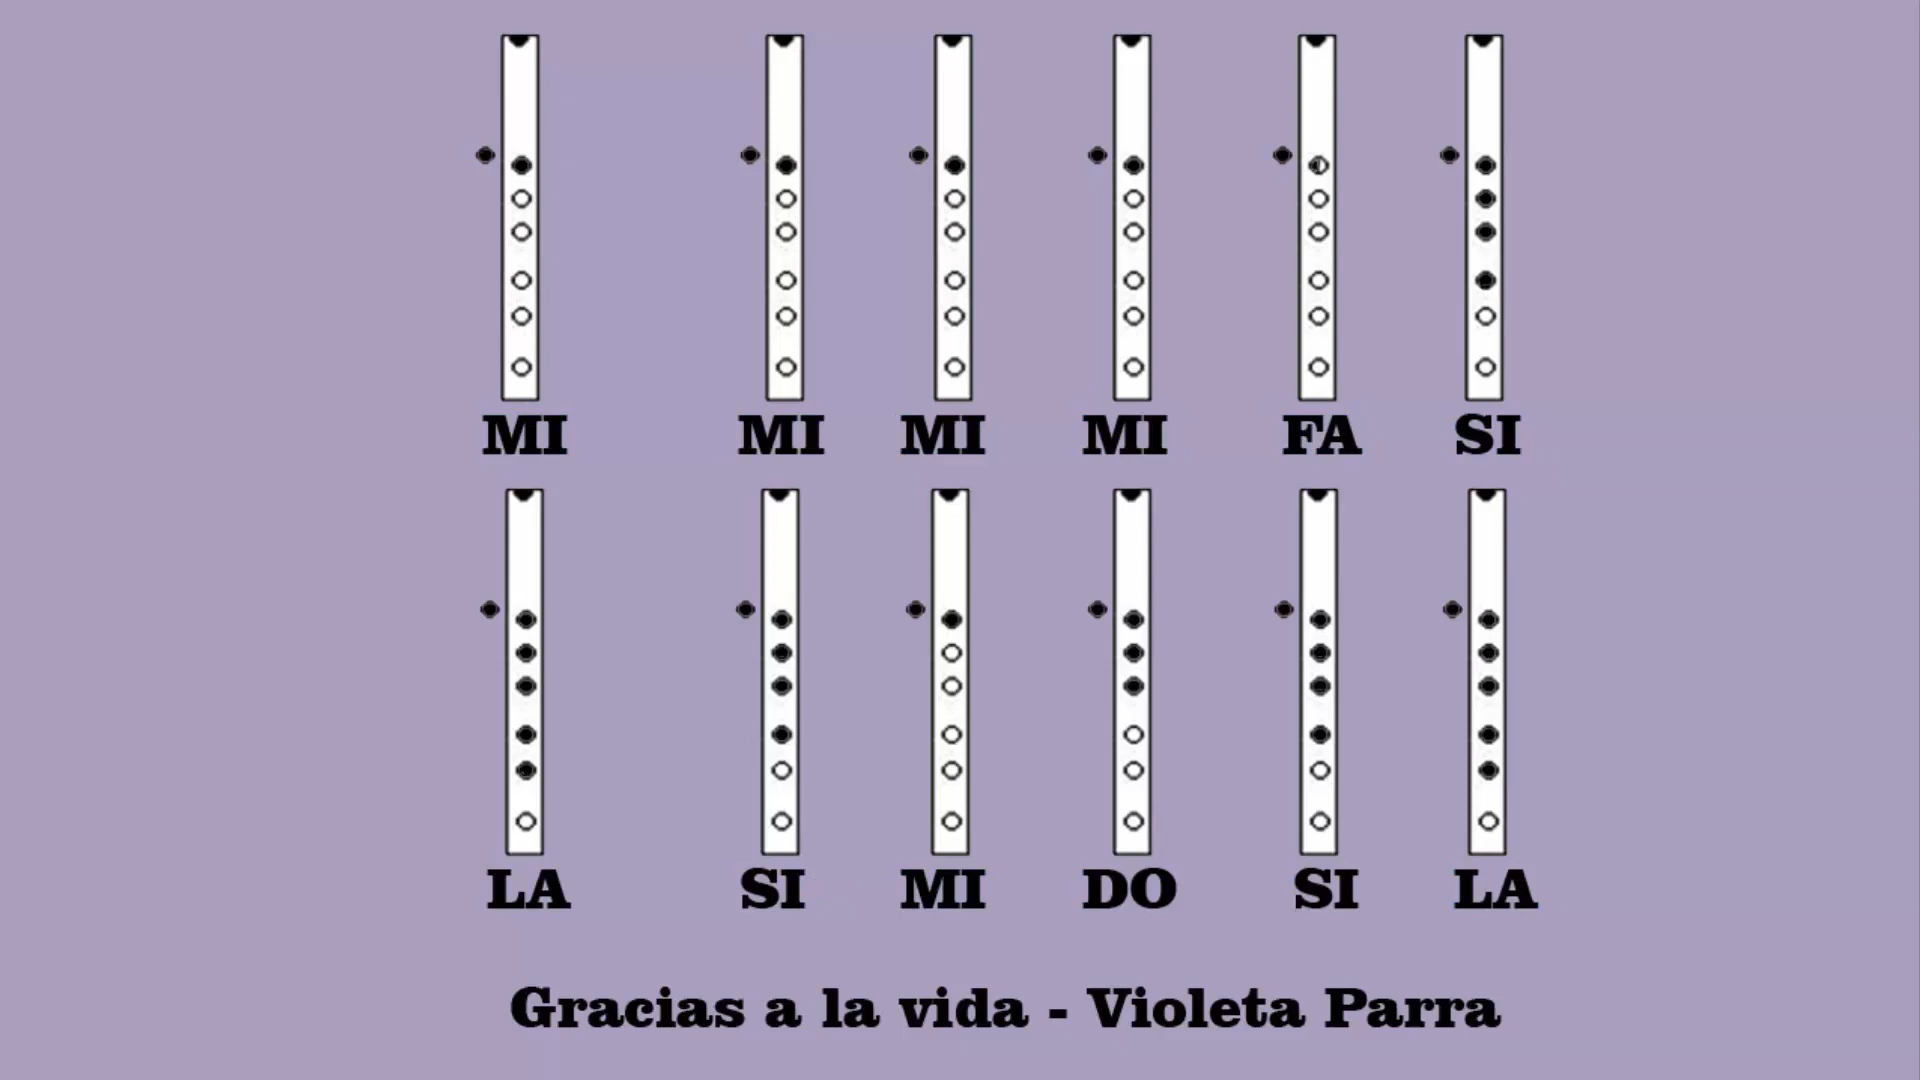 MI MI MI MI FA SI
LA SI MI DO SI LA
Gracias a la vida - Violeta Parra